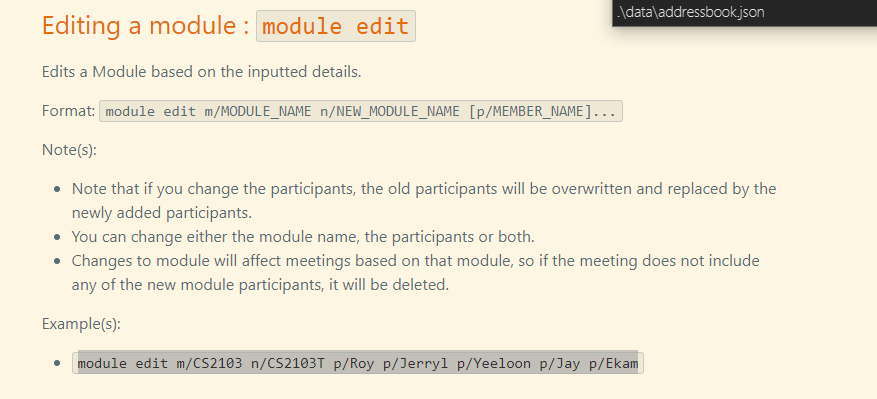 .\data\addressbook.json
Editing a module : module edit
Edits a Module based on the inputted details.
Format: module edit m/MODULE_NAME n/NEW_MODULE_NAME [p/MEMBER_NAME]...
Note(s):
• Note that if you change the participants, the old participants will be overwritten and replaced by the
newly added participants.
• You can change either the module name, the participants or both.
• Changes to module will affect meetings based on that module, so if the meeting does not include
any of the new module participants, it will be deleted.
Example(s):
• module edit m/CS2103 n/CS2103T p/Roy p/Jerryl p/Yeeloon p/Jay p/Ekam